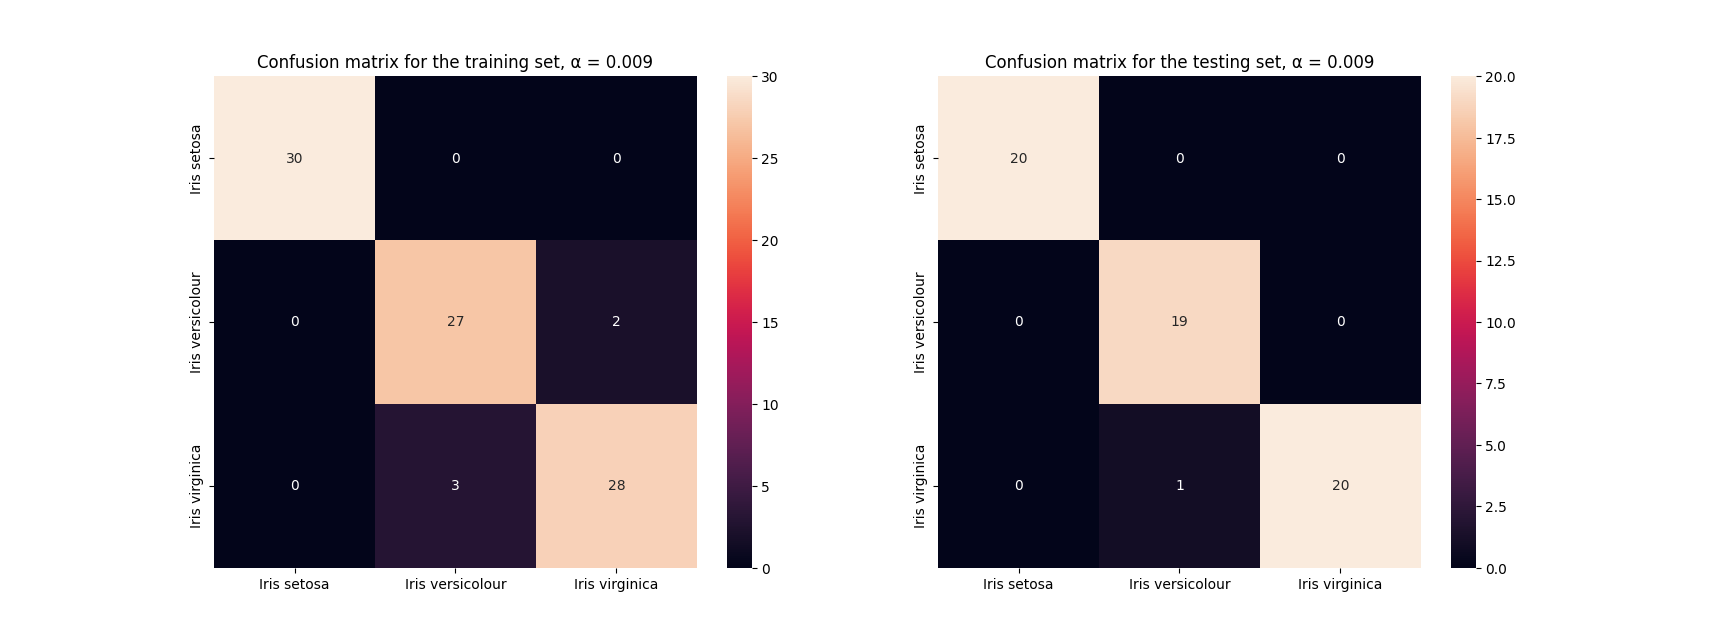 Confusion matrix for the training set, α = 0.009
Iris setosa
30
0
0
Iris versicolour
0
27
2
Iris virginica
0
3
28
Iris setosa
Iris versicolour
Iris virginica
30
25
20
15
10
5
0
Confusion matrix for the testing set, α = 0.009
Iris setosa
20
0
0
Iris versicolour
0
19
0
Iris virginica
0
1
20
Iris setosa
Iris versicolour
Iris virginica
20.0
17.5
15.0
12.5
10.0
7.5
5.0
2.5
0.0